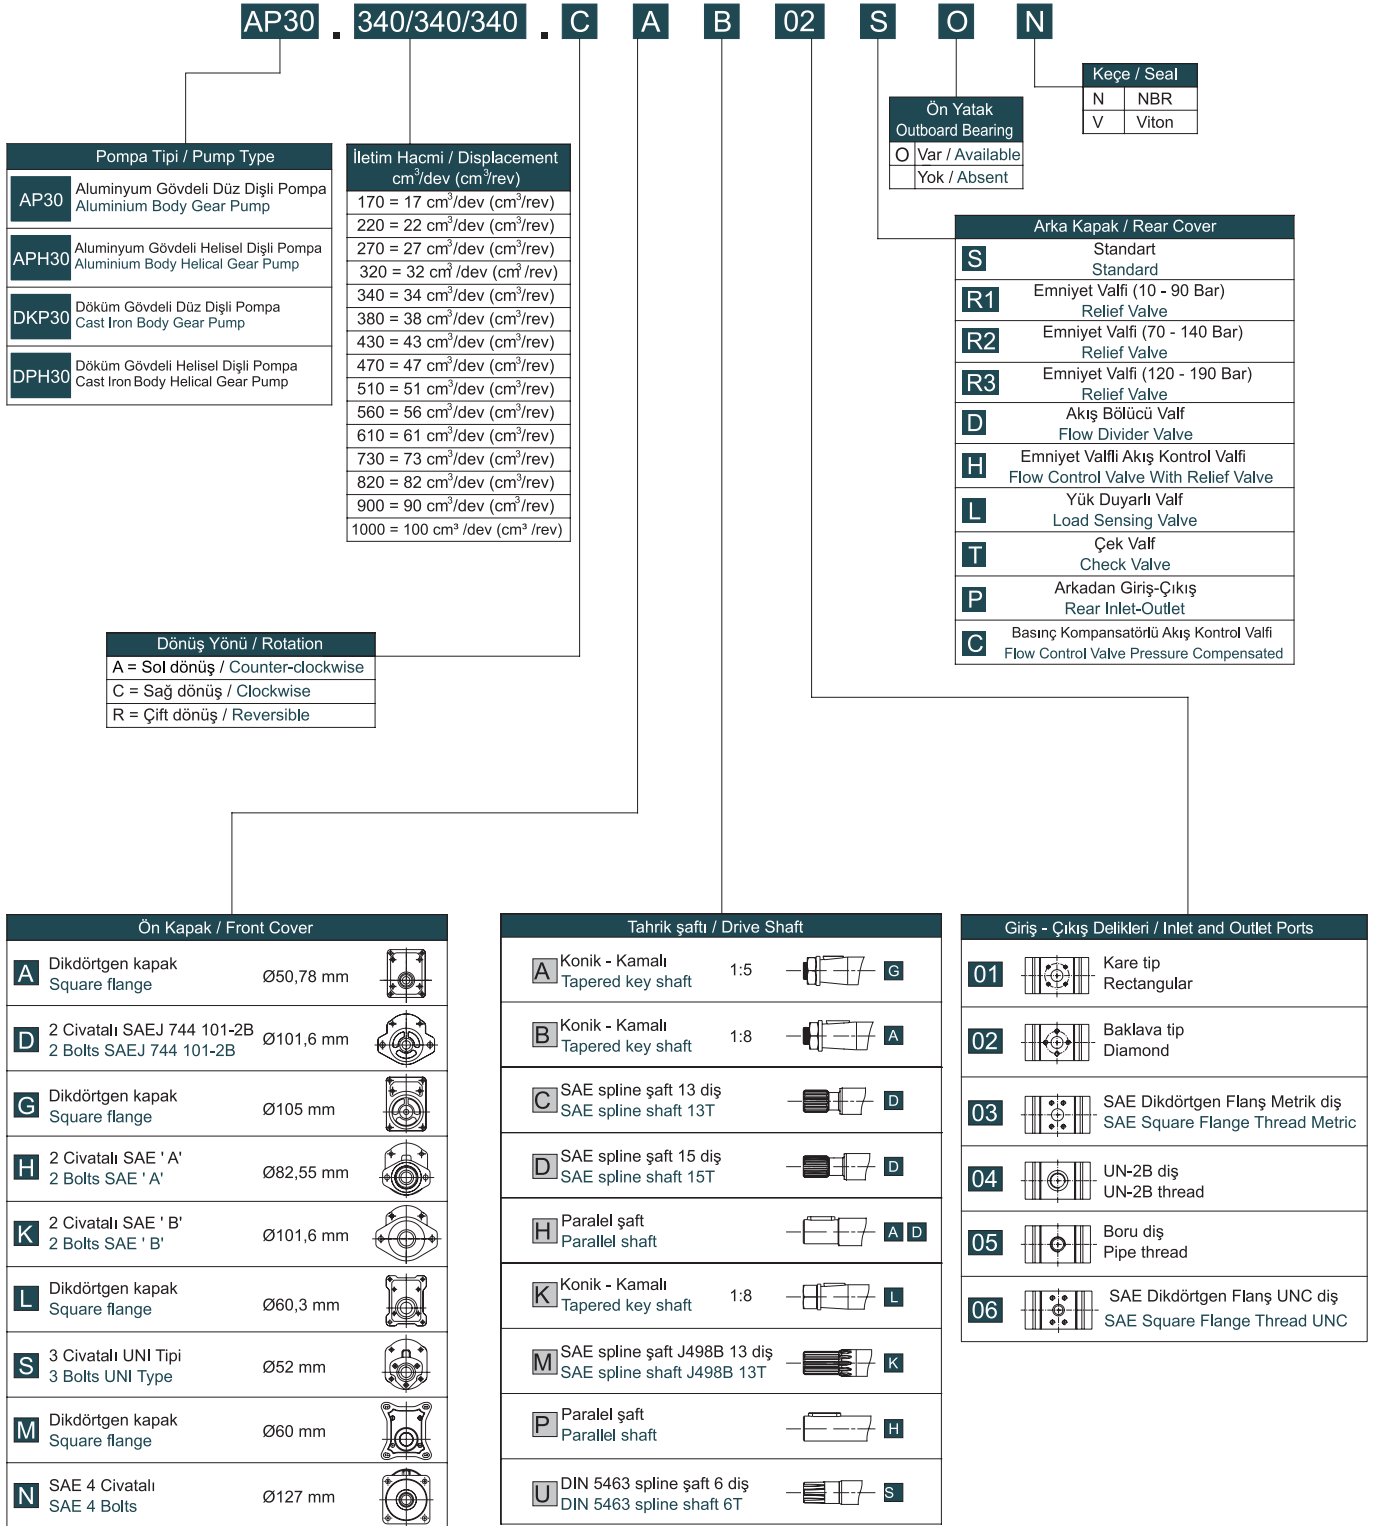 AP30 . 340/340/340 . C A B 02 S O N
Keçe / Seal
N NBR
V Viton
Ön Yatak
Outboard Bearing
O Var / Available
Yok / Absent
Pompa Tipi / Pump Type
AP30
Aluminyum Gövdeli Düz Dişli Pompa
Aluminium Body Gear Pump
APH30
Aluminyum Gövdeli Helisel Dişli Pompa
Aluminium Body Helical Gear Pump
DKP30
Döküm Gövdeli Düz Dişli Pompa
Cast Iron Body Gear Pump
DPH30
Döküm Gövdeli Helisel Dişli Pompa
Cast Iron Body Helical Gear Pump
İletim Hacmi / Displacement
cm³/dev (cm³/rev)
170 = 17 cm³/dev (cm³/rev)
220 = 22 cm³/dev (cm³/rev)
270 = 27 cm³/dev (cm³/rev)
320 = 32 cm³ /dev (cm³ /rev)
340 = 34 cm³/dev (cm³/rev)
380 = 38 cm³/dev (cm³/rev)
430 = 43 cm³/dev (cm³/rev)
470 = 47 cm³/dev (cm³/rev)
510 = 51 cm³/dev (cm³/rev)
560 = 56 cm³/dev (cm³/rev)
610 = 61 cm³/dev (cm³/rev)
730 = 73 cm³/dev (cm³/rev)
820 = 82 cm³/dev (cm³/rev)
900 = 90 cm³/dev (cm³/rev)
1000 = 100 cm³ /dev (cm³ /rev)
Arka Kapak / Rear Cover
S
Standart
Standard
R1
Emniyet Valfi (10 - 90 Bar)
Relief Valve
R2
Emniyet Valfi (70 - 140 Bar)
Relief Valve
R3
Emniyet Valfi (120 - 190 Bar)
Relief Valve
D
Akış Bölücü Valf
Flow Divider Valve
H
Emniyet Valfli Akış Kontrol Valfi
Flow Control Valve With Relief Valve
L
Yük Duyarlı Valf
Load Sensing Valve
T
Çek Valf
Check Valve
P
Arkadan Giriş-Çıkış
Rear Inlet-Outlet
C
Basınç Kompansatörlü Akış Kontrol Valfi
Flow Control Valve Pressure Compensated
Dönüş Yönü / Rotation
A = Sol dönüş / Counter-clockwise
C = Sağ dönüş / Clockwise
R = Çift dönüş / Reversible
Ön Kapak / Front Cover
A
Dikdörtgen kapak
Square flange
Ø50,78 mm
D
2 Civatalı SAEJ 744 101-2B
2 Bolts SAEJ 744 101-2B
Ø101,6 mm
G
Dikdörtgen kapak
Square flange
Ø105 mm
H
2 Civatalı SAE ' A'
2 Bolts SAE ' A'
Ø82,55 mm
K
2 Civatalı SAE ' B'
2 Bolts SAE ' B'
Ø101,6 mm
L
Dikdörtgen kapak
Square flange
Ø60,3 mm
S
3 Civatalı UNI Tipi
3 Bolts UNI Type
Ø52 mm
M
Dikdörtgen kapak
Square flange
Ø60 mm
N
SAE 4 Civatalı
SAE 4 Bolts
Ø127 mm
Tahrik şaftı / Drive Shaft
A
Konik - Kamalı
Tapered key shaft
1:5
G
B
Konik - Kamalı
Tapered key shaft
1:8
A
C
SAE spline şaft 13 diş
SAE spline shaft 13T
D
D
SAE spline şaft 15 diş
SAE spline shaft 15T
D
H
Paralel şaft
Parallel shaft
A D
K
Konik - Kamalı
Tapered key shaft
1:8
L
M
SAE spline şaft J498B 13 diş
SAE spline shaft J498B 13T
K
P
Paralel şaft
Parallel shaft
H
U
DIN 5463 spline şaft 6 diş
DIN 5463 spline shaft 6T
S
Giriş - Çıkış Delikleri / Inlet and Outlet Ports
01
Kare tip
Rectangular
02
Baklava tip
Diamond
03
SAE Dikdörtgen Flanş Metrik diş
SAE Square Flange Thread Metric
04
UN-2B diş
UN-2B thread
05
Boru diş
Pipe thread
06
SAE Dikdörtgen Flanş UNC diş
SAE Square Flange Thread UNC